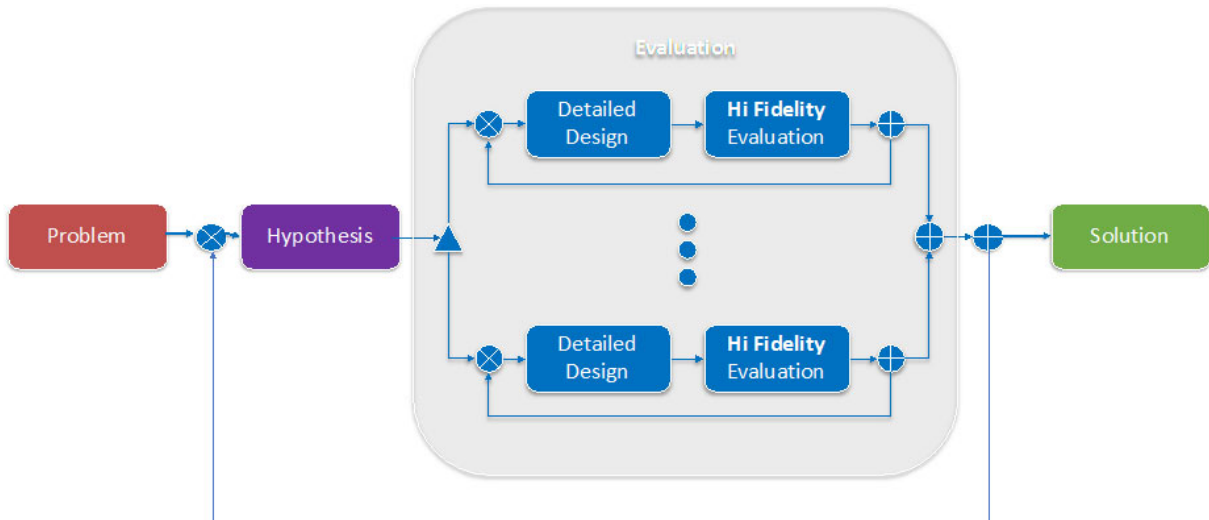 Evaluation
Detailed
Design
Hi Fidelity
Evaluation
Problem
Hypothesis
Solution
Detailed
Design
Hi Fidelity
Evaluation